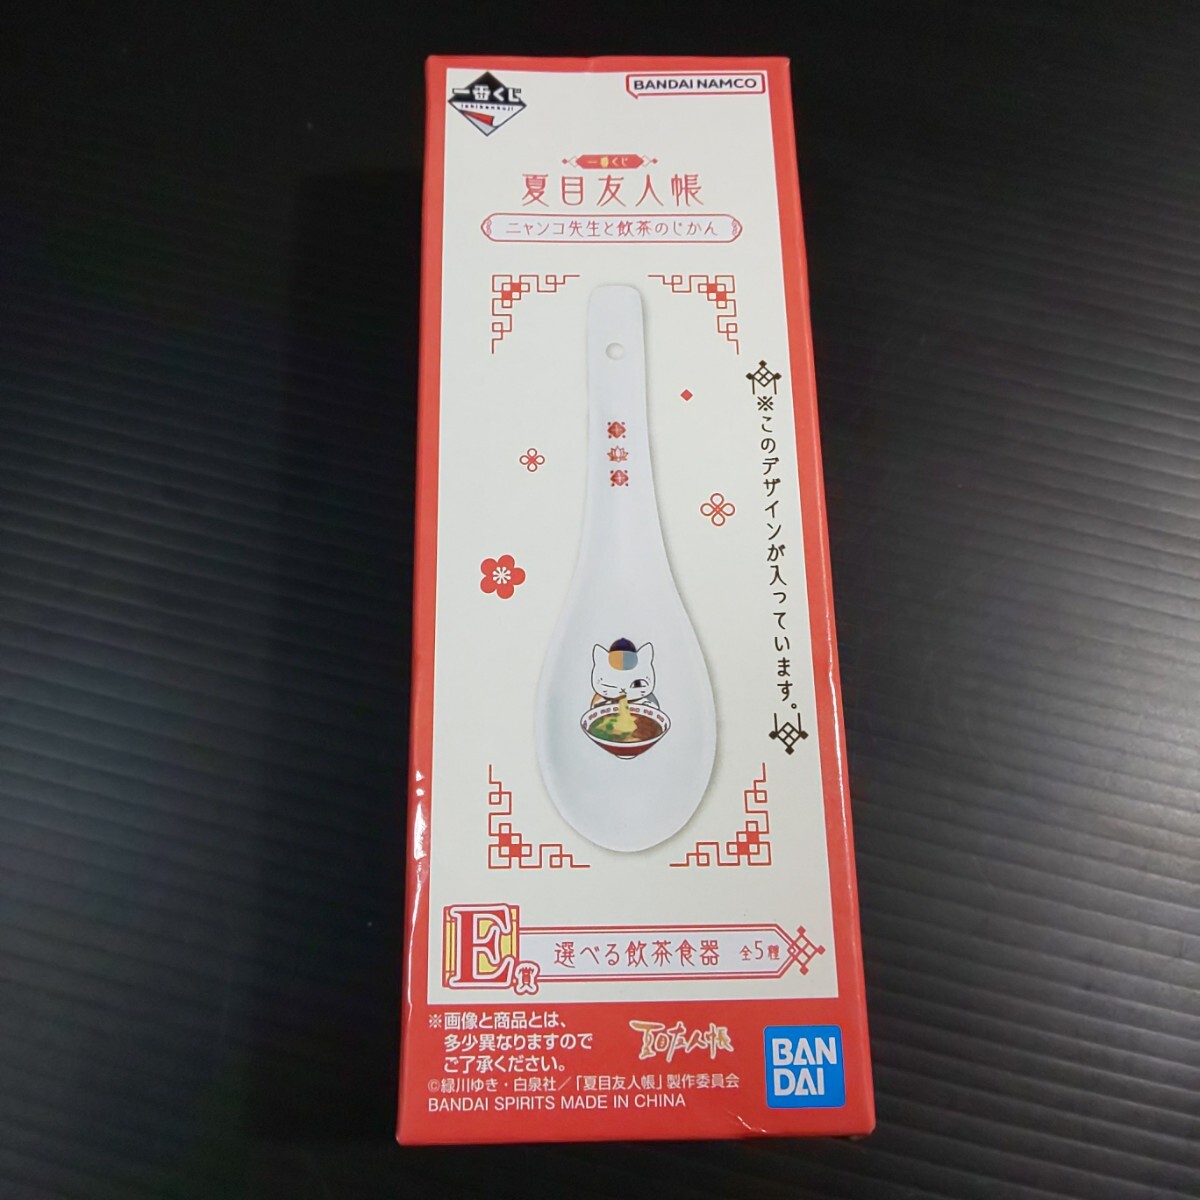 一番くじ
ichibankuji
BANDAI NAMCO
一番くじ
夏目友人帳
ニャンコ先生と飲茶のじかん
※このデザインが入っています。
E賞
選べる飲茶食器 全5種
※画像と商品とは、
多少異なりますので
ご了承ください。
夏目友人帳
BAN
DAI
©緑川ゆき・白泉社／「夏目友人帳」製作委員会
BANDAI SPIRITS MADE IN CHINA